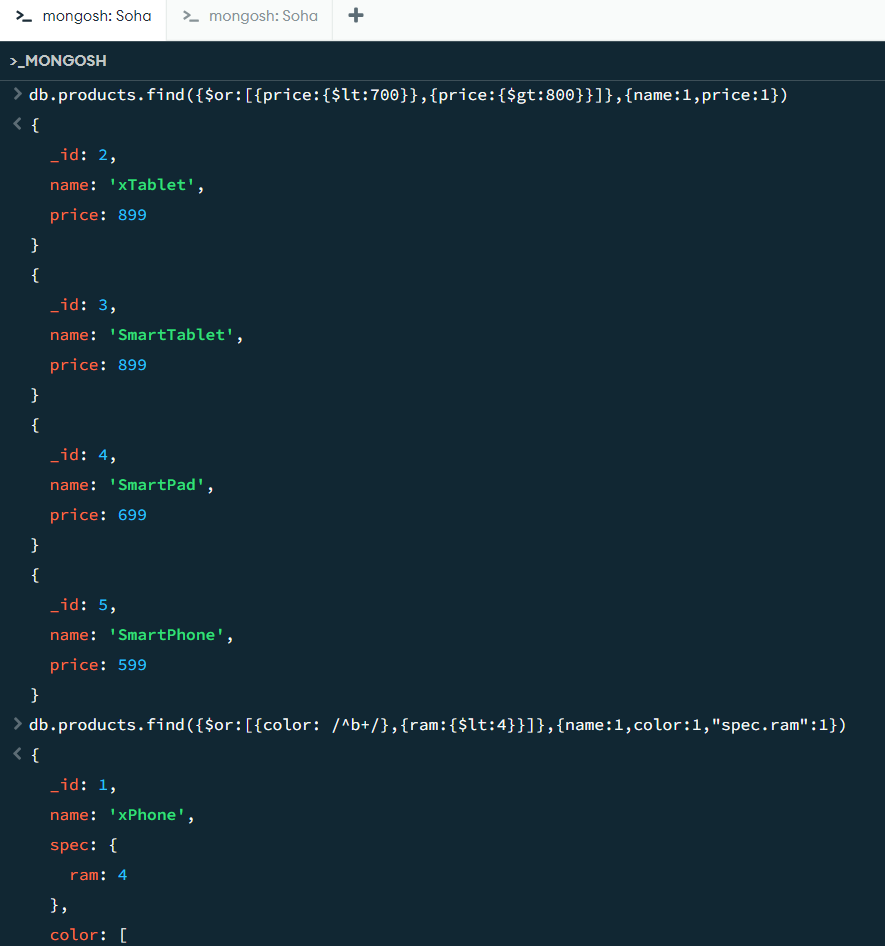 mongosh: Soha mongosh: Soha
>_MONGOSH
db.products.find({$or:[{price:{$lt:700}},{price:{$gt:800}}]},{name:1,price:1})
{
_id: 2,
name: 'xTablet',
price: 899
}
{
_id: 3,
name: 'SmartTablet',
price: 899
}
{
_id: 4,
name: 'SmartPad',
price: 699
}
{
_id: 5,
name: 'SmartPhone',
price: 599
}
db.products.find({$or:[{color: /^b+/},{ram:{$lt:4}}]},{name:1,color:1,"spec.ram":1})
{
_id: 1,
name: 'xPhone',
spec: {
ram: 4
},
color: [